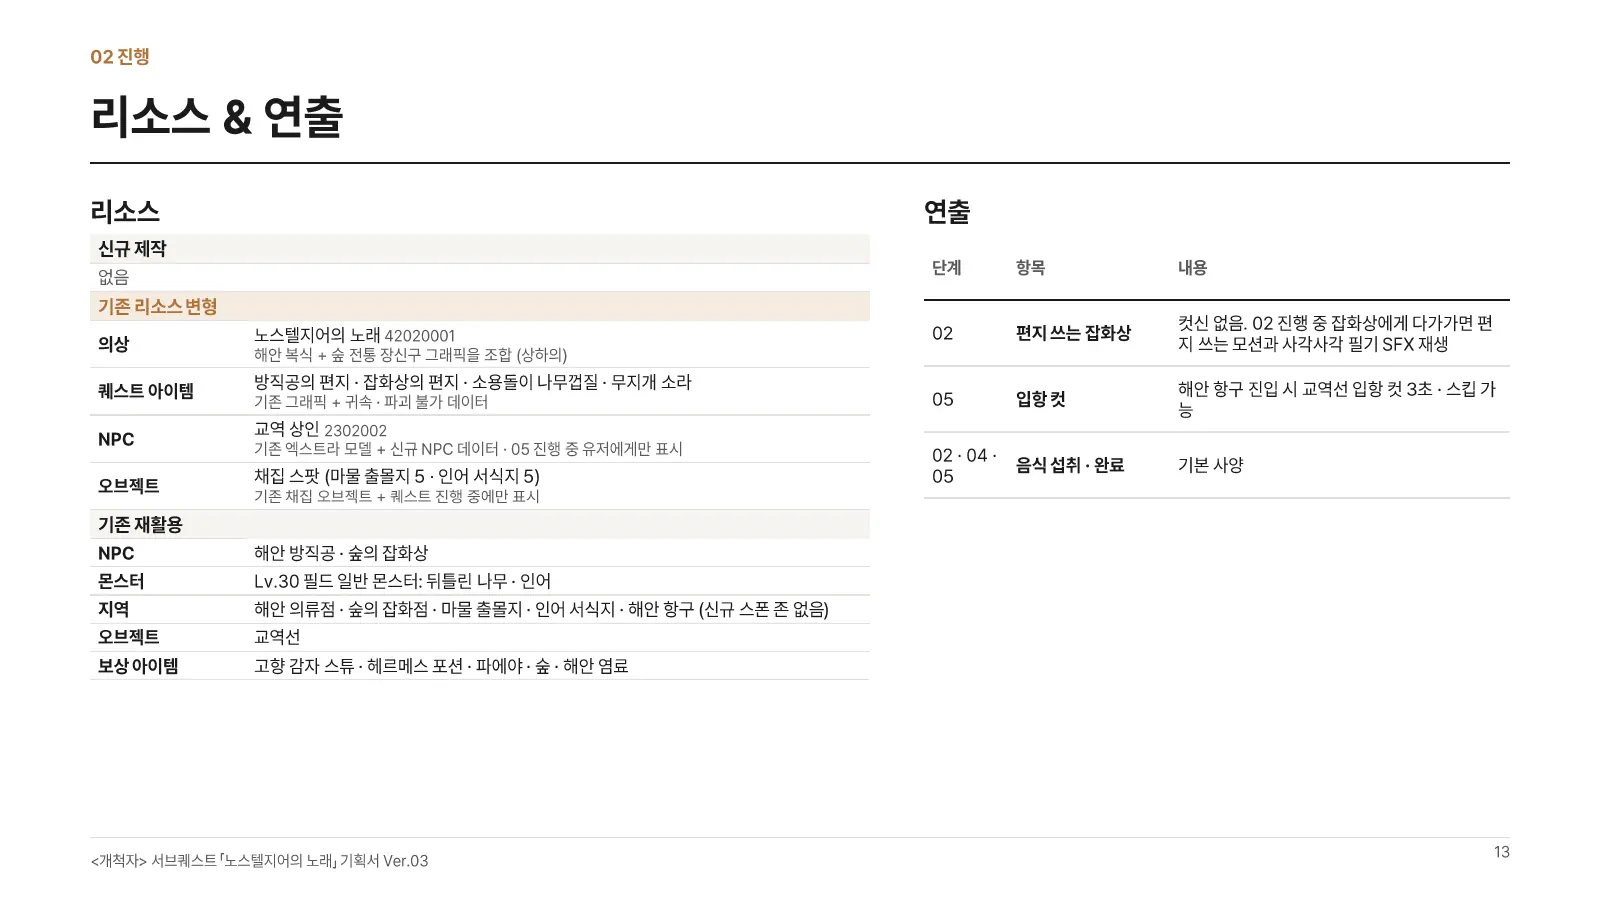 02 진행
리소스 & 연출
리소스
신규 제작
없음
기존 리소스 변형
의상
노스텔지어의 노래 42020001
해안 복식 + 숲 전통 장신구 그래픽을 조합 (상하의)
퀘스트 아이템
방직공의 편지 · 잡화상의 편지 · 소용돌이 나무껍질 · 무지개 소라
기존 그래픽 + 귀속 · 파괴 불가 데이터
NPC
교역 상인 2302002
기존 엑스트라 모델 + 신규 NPC 데이터 · 05 진행 중 유저에게만 표시
오브젝트
채집 스팟 (마물 출몰지 5 · 인어 서식지 5)
기존 채집 오브젝트 + 퀘스트 진행 중에만 표시
기존 재활용
NPC 해안 방직공 · 숲의 잡화상
몬스터 Lv.30 필드 일반 몬스터: 뒤틀린 나무 · 인어
지역 해안 의류점 · 숲의 잡화점 · 마물 출몰지 · 인어 서식지 · 해안 항구 (신규 스폰 존 없음)
오브젝트 교역선
보상 아이템 고향 감자 스튜 · 헤르메스 포션 · 파에야 · 숲 · 해안 염료
연출
단계 항목 내용
02 편지 쓰는 잡화상 컷신 없음. 02 진행 중 잡화상에게 다가가면 편
지 쓰는 모션과 사각사각 필기 SFX 재생
05 입항 컷 해안 항구 진입 시 교역선 입항 컷 3초 · 스킵 가
능
02 · 04 ·
05 음식 섭취 · 완료 기본 사양
<개척자> 서브퀘스트 「노스텔지어의 노래」 기획서 Ver.03
13